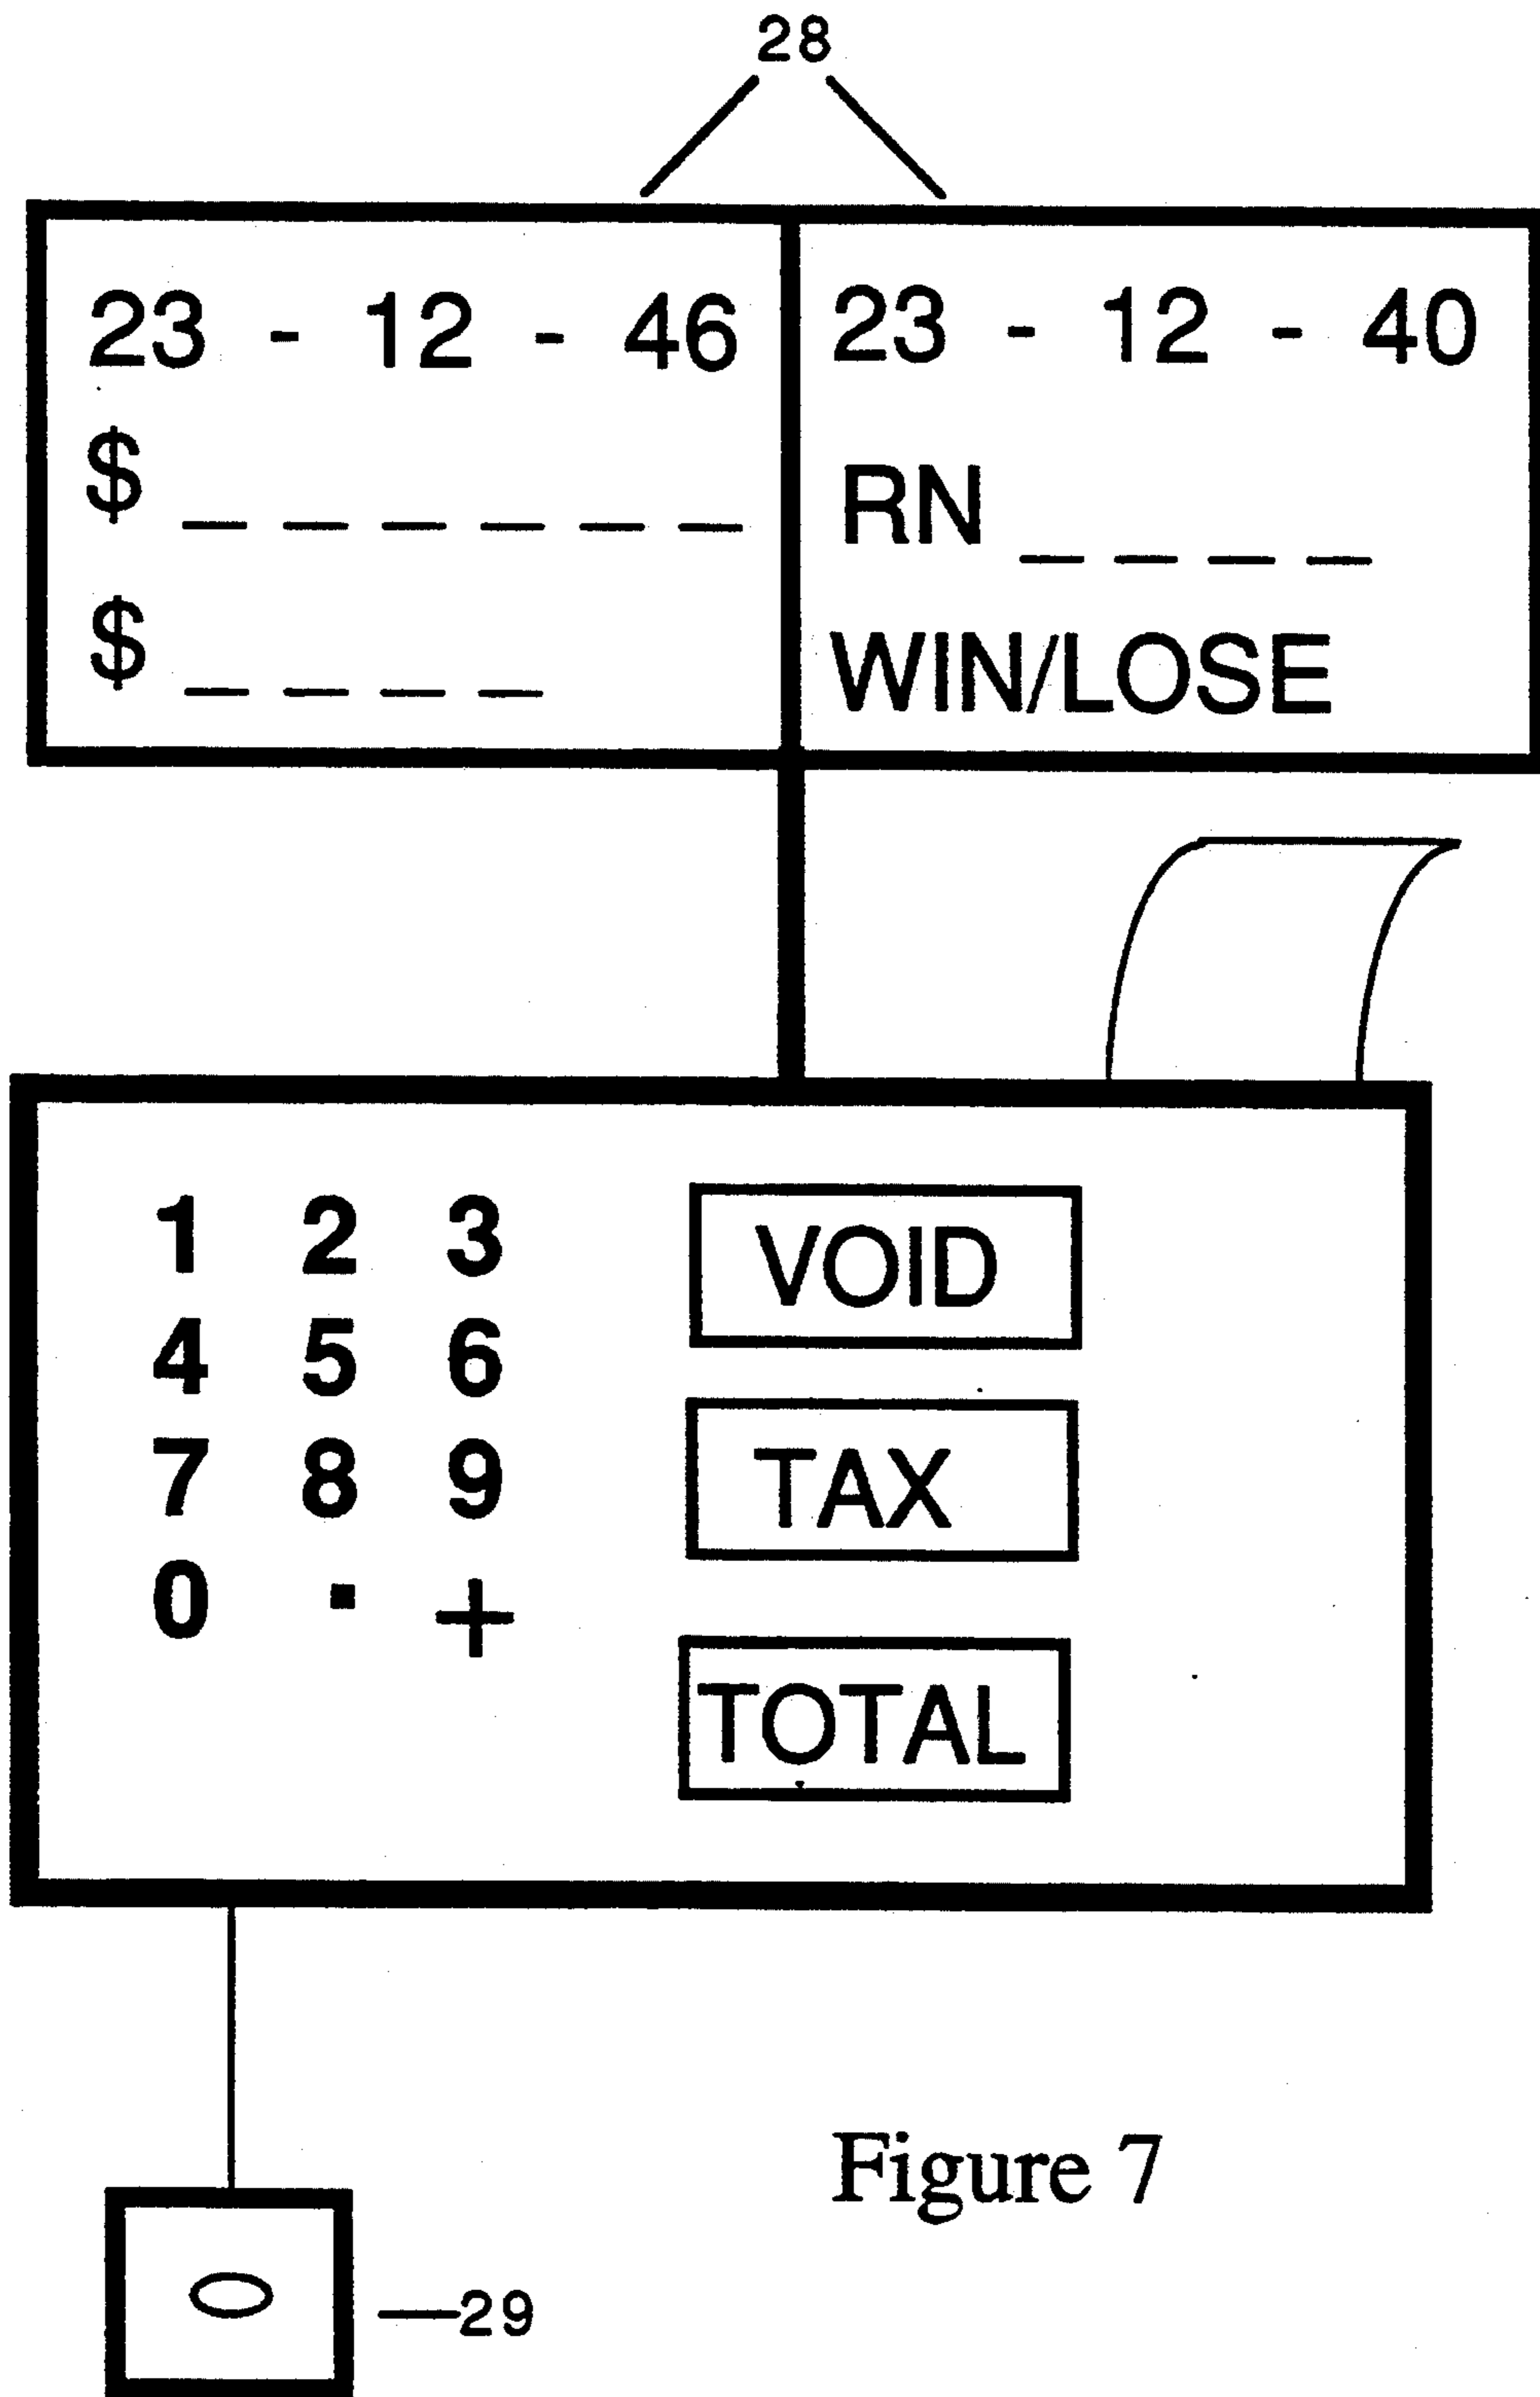 28
23 - 12 - 46
$ _ _ _ _ _ _
$ _ _ _ _
23 - 12 - 40
RN _ _ _ _
WIN/LOSE
1 2 3
4 5 6
7 8 9
0 . +
VOID
TAX
TOTAL
Figure 7
29